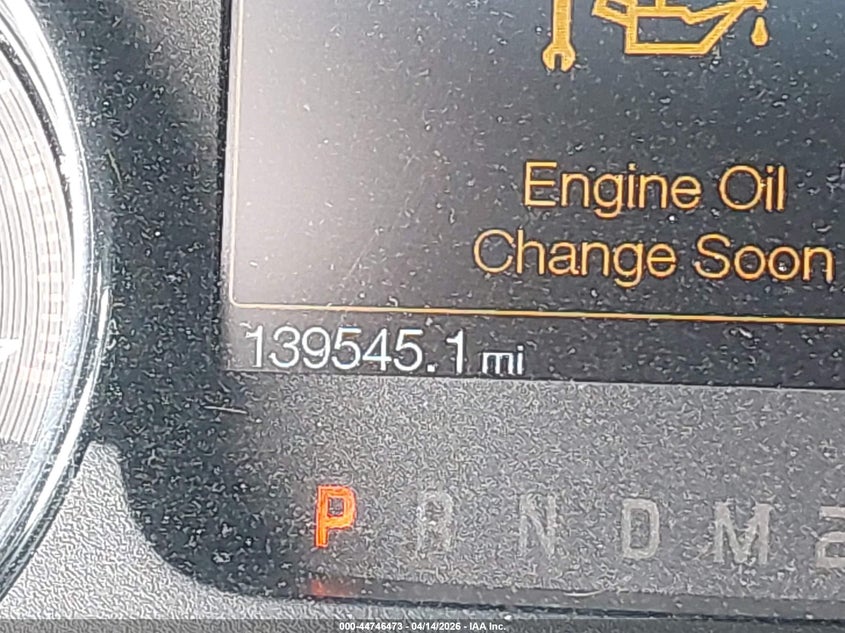 Engine Oil
Change Soon
139545.1 mi
P R N D M
000-44746473 • 04/14/2026 • IAA Inc.